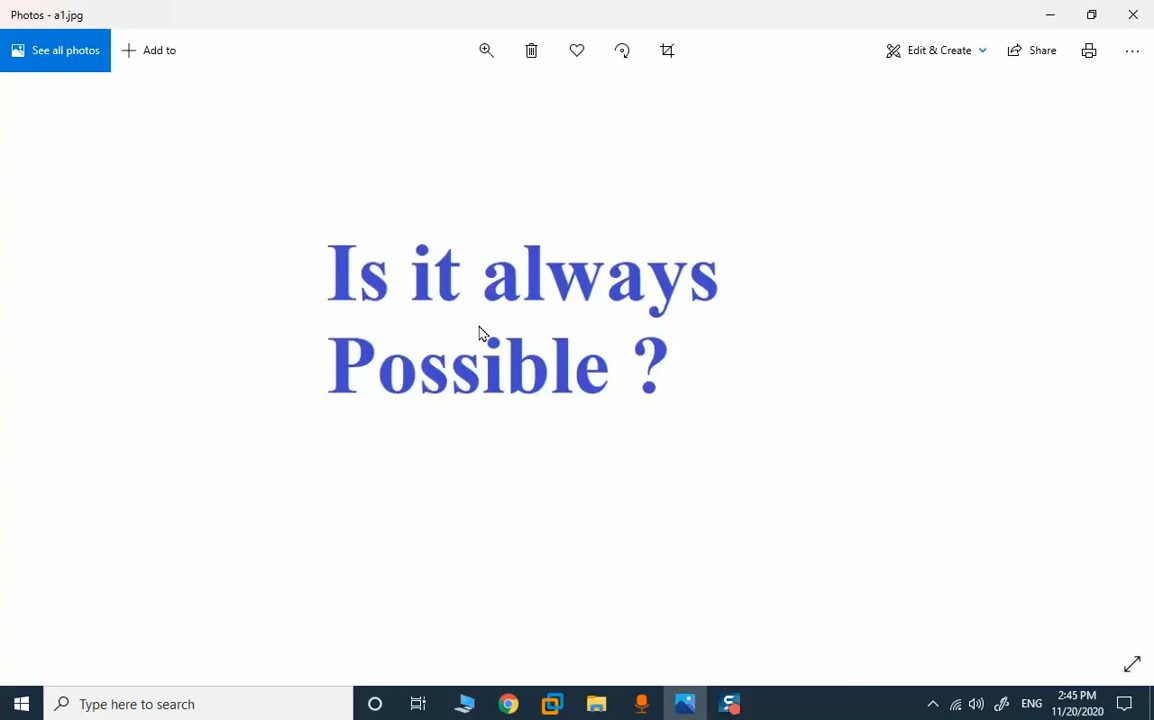 Photos - a1.jpg
See all photos
Add to
Edit & Create
Share
Is it always
Possible ?
Type here to search
ENG
2:45 PM
11/20/2020